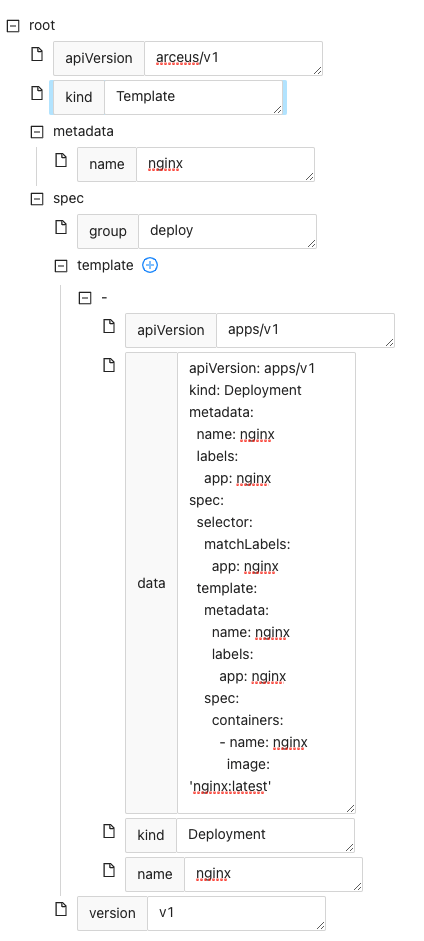 root
apiVersion arceus/v1
kind Template
metadata
name nginx
spec
group deploy
template
-
apiVersion apps/v1
data
apiVersion: apps/v1
kind: Deployment
metadata:
name: nginx
labels:
app: nginx
spec:
selector:
matchLabels:
app: nginx
template:
metadata:
name: nginx
labels:
app: nginx
spec:
containers:
- name: nginx
image:
'nginx:latest'
kind Deployment
name nginx
version v1